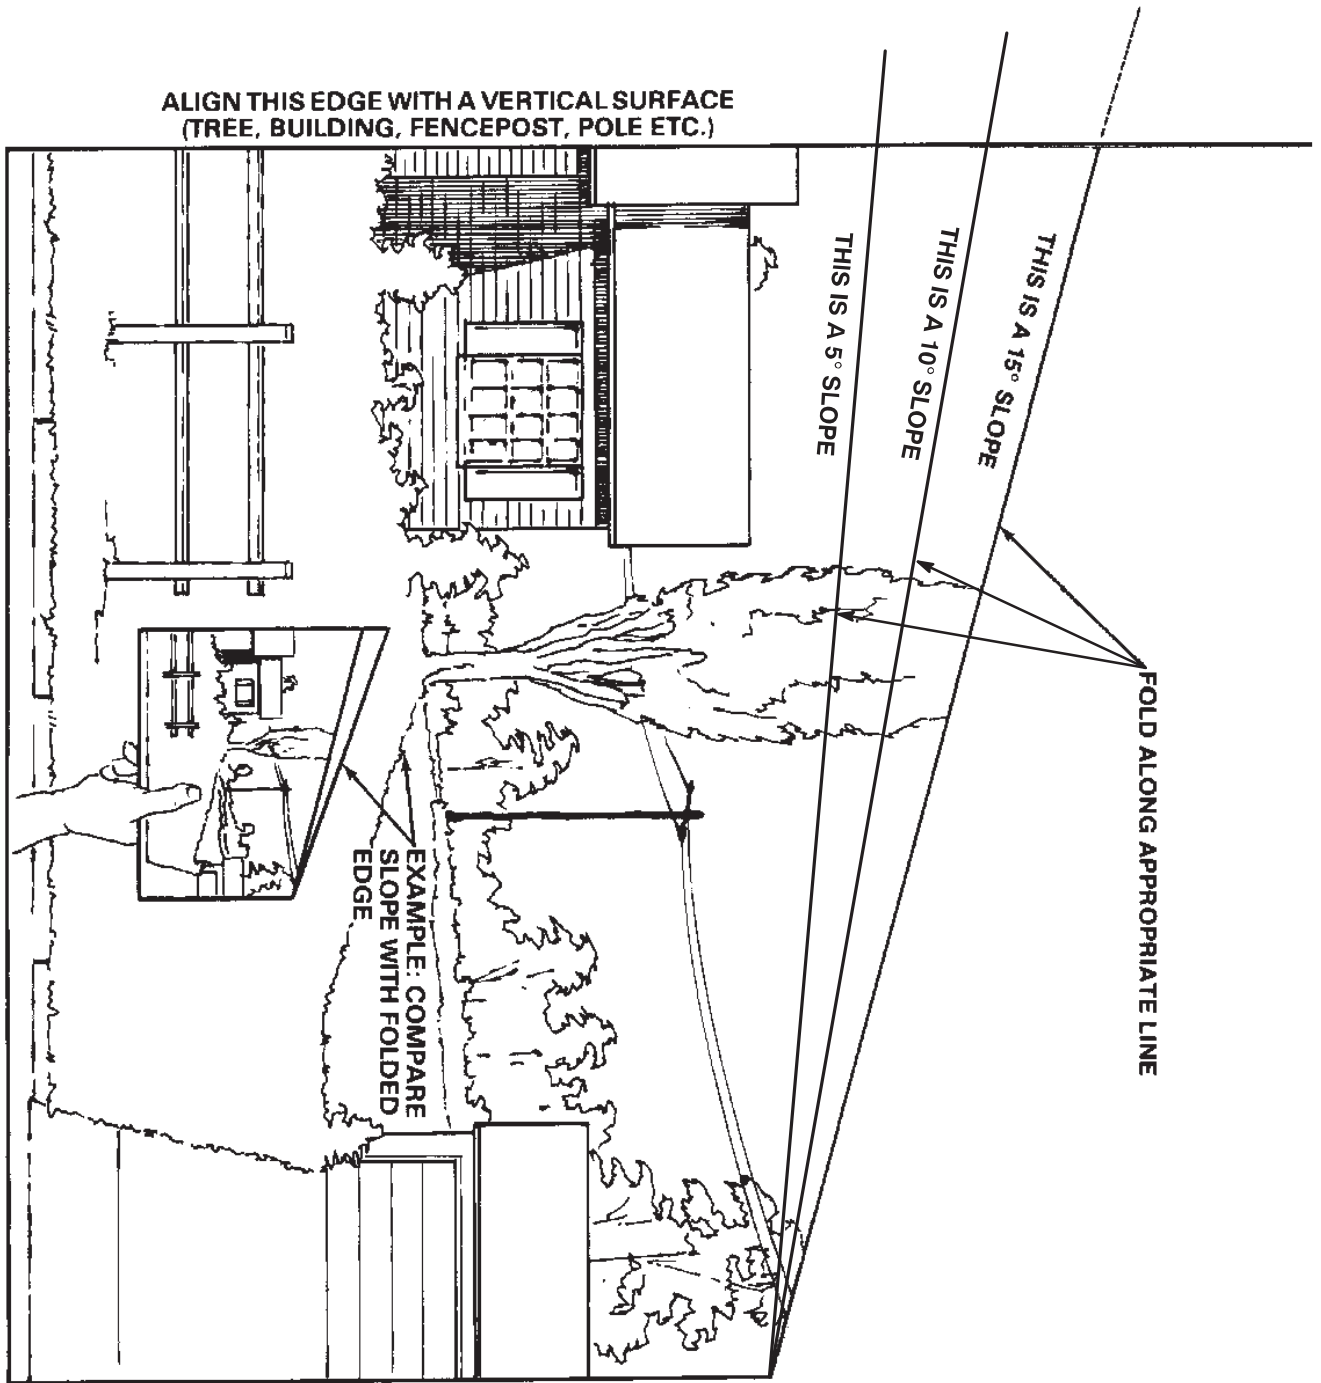 ALIGN THIS EDGE WITH A VERTICAL SURFACE
(TREE, BUILDING, FENCEPOST, POLE ETC.)
THIS IS A 5° SLOPE
THIS IS A 10° SLOPE
THIS IS A 15° SLOPE
FOLD ALONG APPROPRIATE LINE
EXAMPLE: COMPARE
SLOPE WITH FOLDED
EDGE